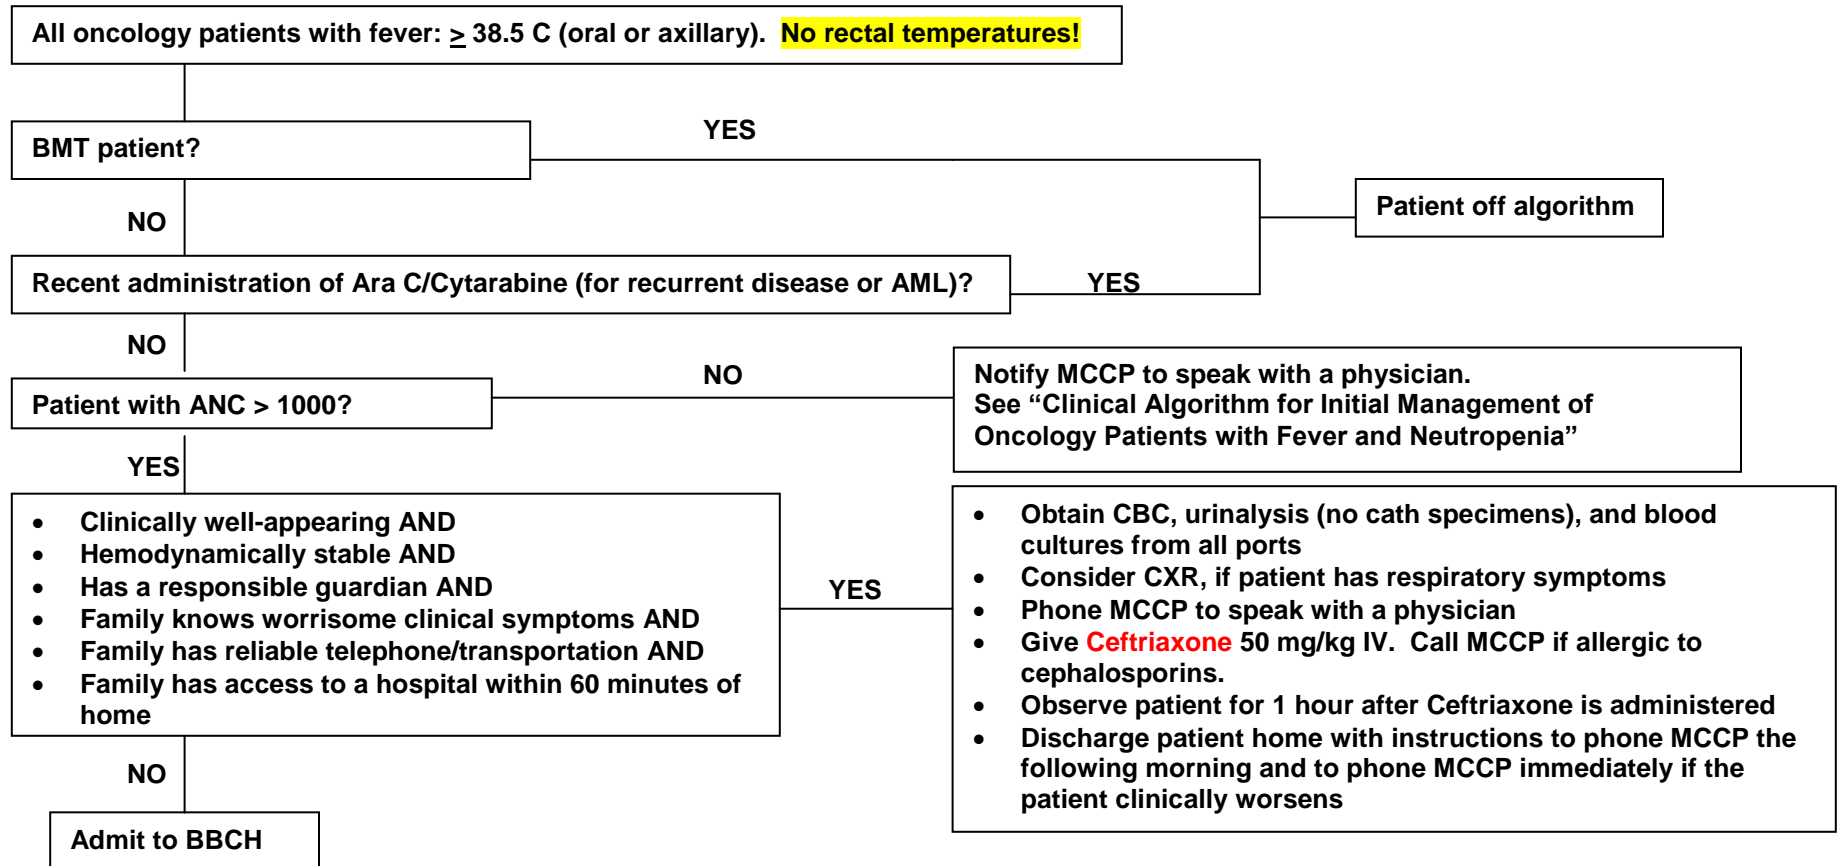 All oncology patients with fever: ≥ 38.5 C (oral or axillary). No rectal temperatures!
YES
BMT patient?
Patient off algorithm
NO
Recent administration of Ara C/Cytarabine (for recurrent disease or AML)?
YES
NO
Patient with ANC > 1000?
NO
Notify MCCP to speak with a physician.
See “Clinical Algorithm for Initial Management of
Oncology Patients with Fever and Neutropenia”
YES
• Clinically well-appearing AND
• Hemodynamically stable AND
• Has a responsible guardian AND
• Family knows worrisome clinical symptoms AND
• Family has reliable telephone/transportation AND
• Family has access to a hospital within 60 minutes of
home
YES
• Obtain CBC, urinalysis (no cath specimens), and blood
cultures from all ports
• Consider CXR, if patient has respiratory symptoms
• Phone MCCP to speak with a physician
• Give Ceftriaxone 50 mg/kg IV. Call MCCP if allergic to
cephalosporins.
• Observe patient for 1 hour after Ceftriaxone is administered
• Discharge patient home with instructions to phone MCCP the
following morning and to phone MCCP immediately if the
patient clinically worsens
NO
Admit to BBCH